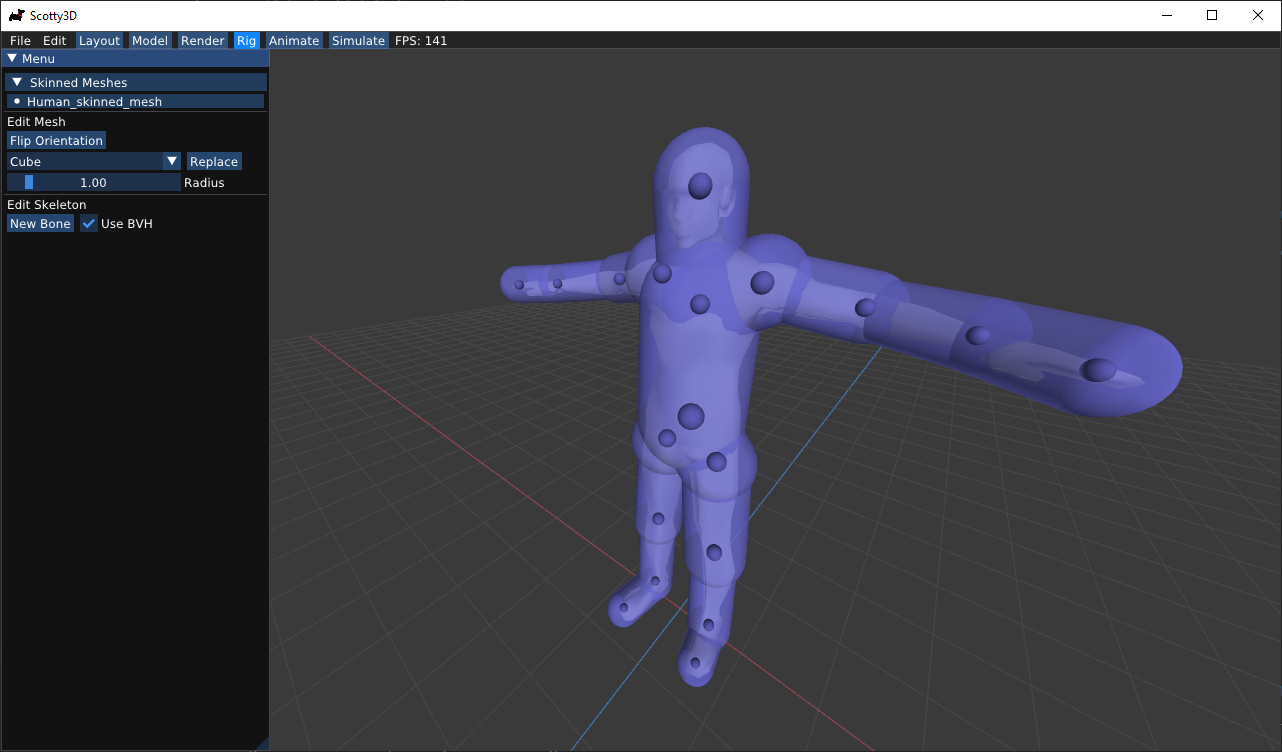 Scotty3D
File Edit Layout Model Render Rig Animate Simulate FPS: 141
Menu
Skinned Meshes
Human_skinned_mesh
Edit Mesh
Flip Orientation
Cube Replace
1.00 Radius
Edit Skeleton
New Bone Use BVH